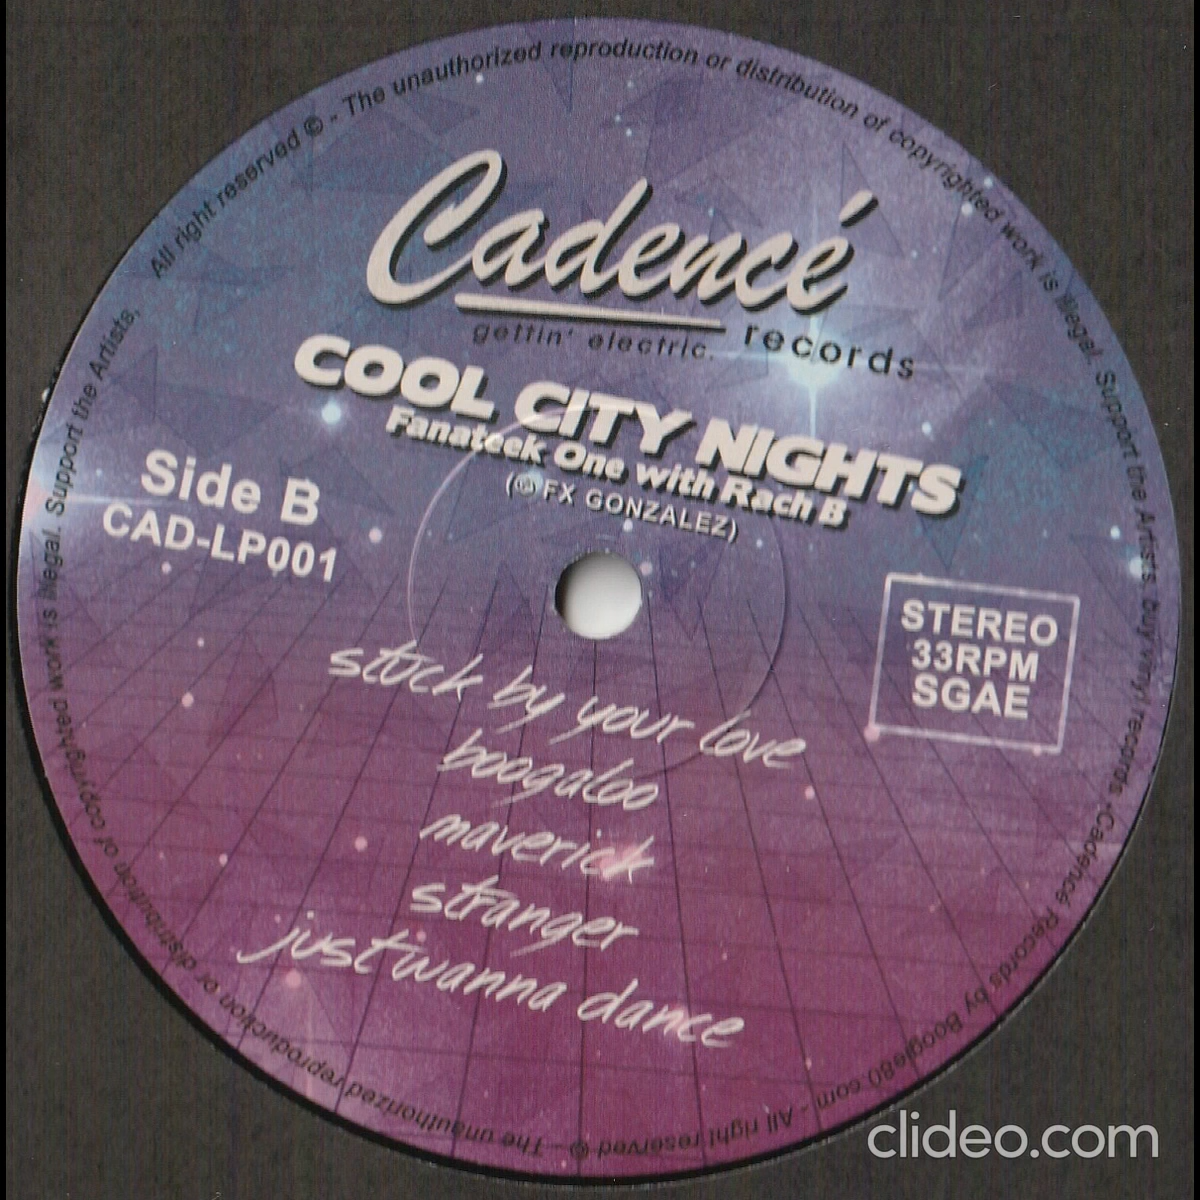 All right reserved © - The unauthorized reproduction or distribution of copyrighted work is illegal. Support the Artists, buy vinyl records. Cadencé Records by Boogie80.com -
All right reserved © - The unauthorized reproduction or distribution of copyrighted work is illegal. Support the Artists,
Cadencé
gettin' electric. records
COOL CITY NIGHTS
Fanateek One with Rach B
FX GONZALEZ)
Side B
CAD-LP001
STEREO
33RPM
SGAE
stuck by your love
boogaloo
maverick
stranger
just wanna dance
clideo.com